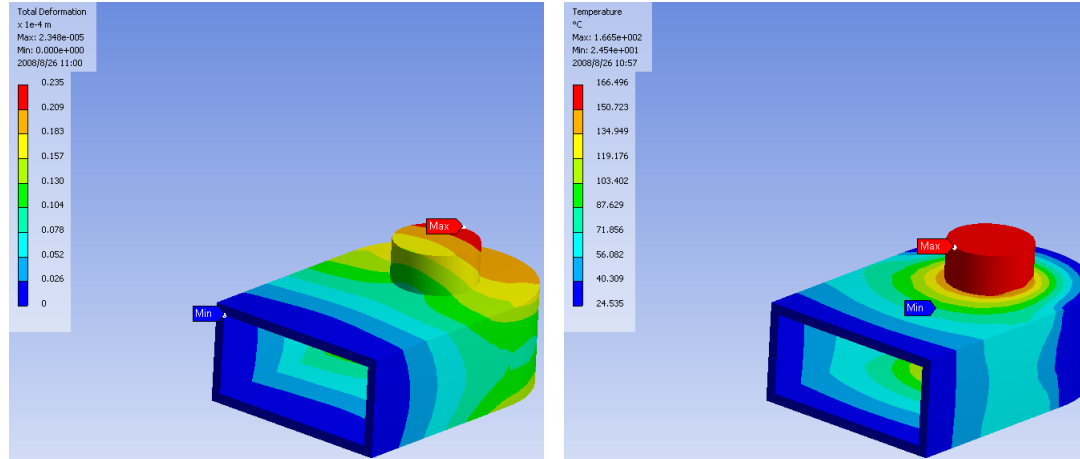 Total Deformation
x 1e-4 m
Max: 2.348e-005
Min: 0.000e+000
2008/8/26 11:00
0.235
0.209
0.183
0.157
0.130
0.104
0.078
0.052
0.026
0
Max
Min
Temperature
°C
Max: 1.665e+002
Min: 2.454e+001
2008/8/26 10:57
166.496
150.723
134.949
119.176
103.402
87.629
71.856
56.082
40.309
24.535
Max
Min